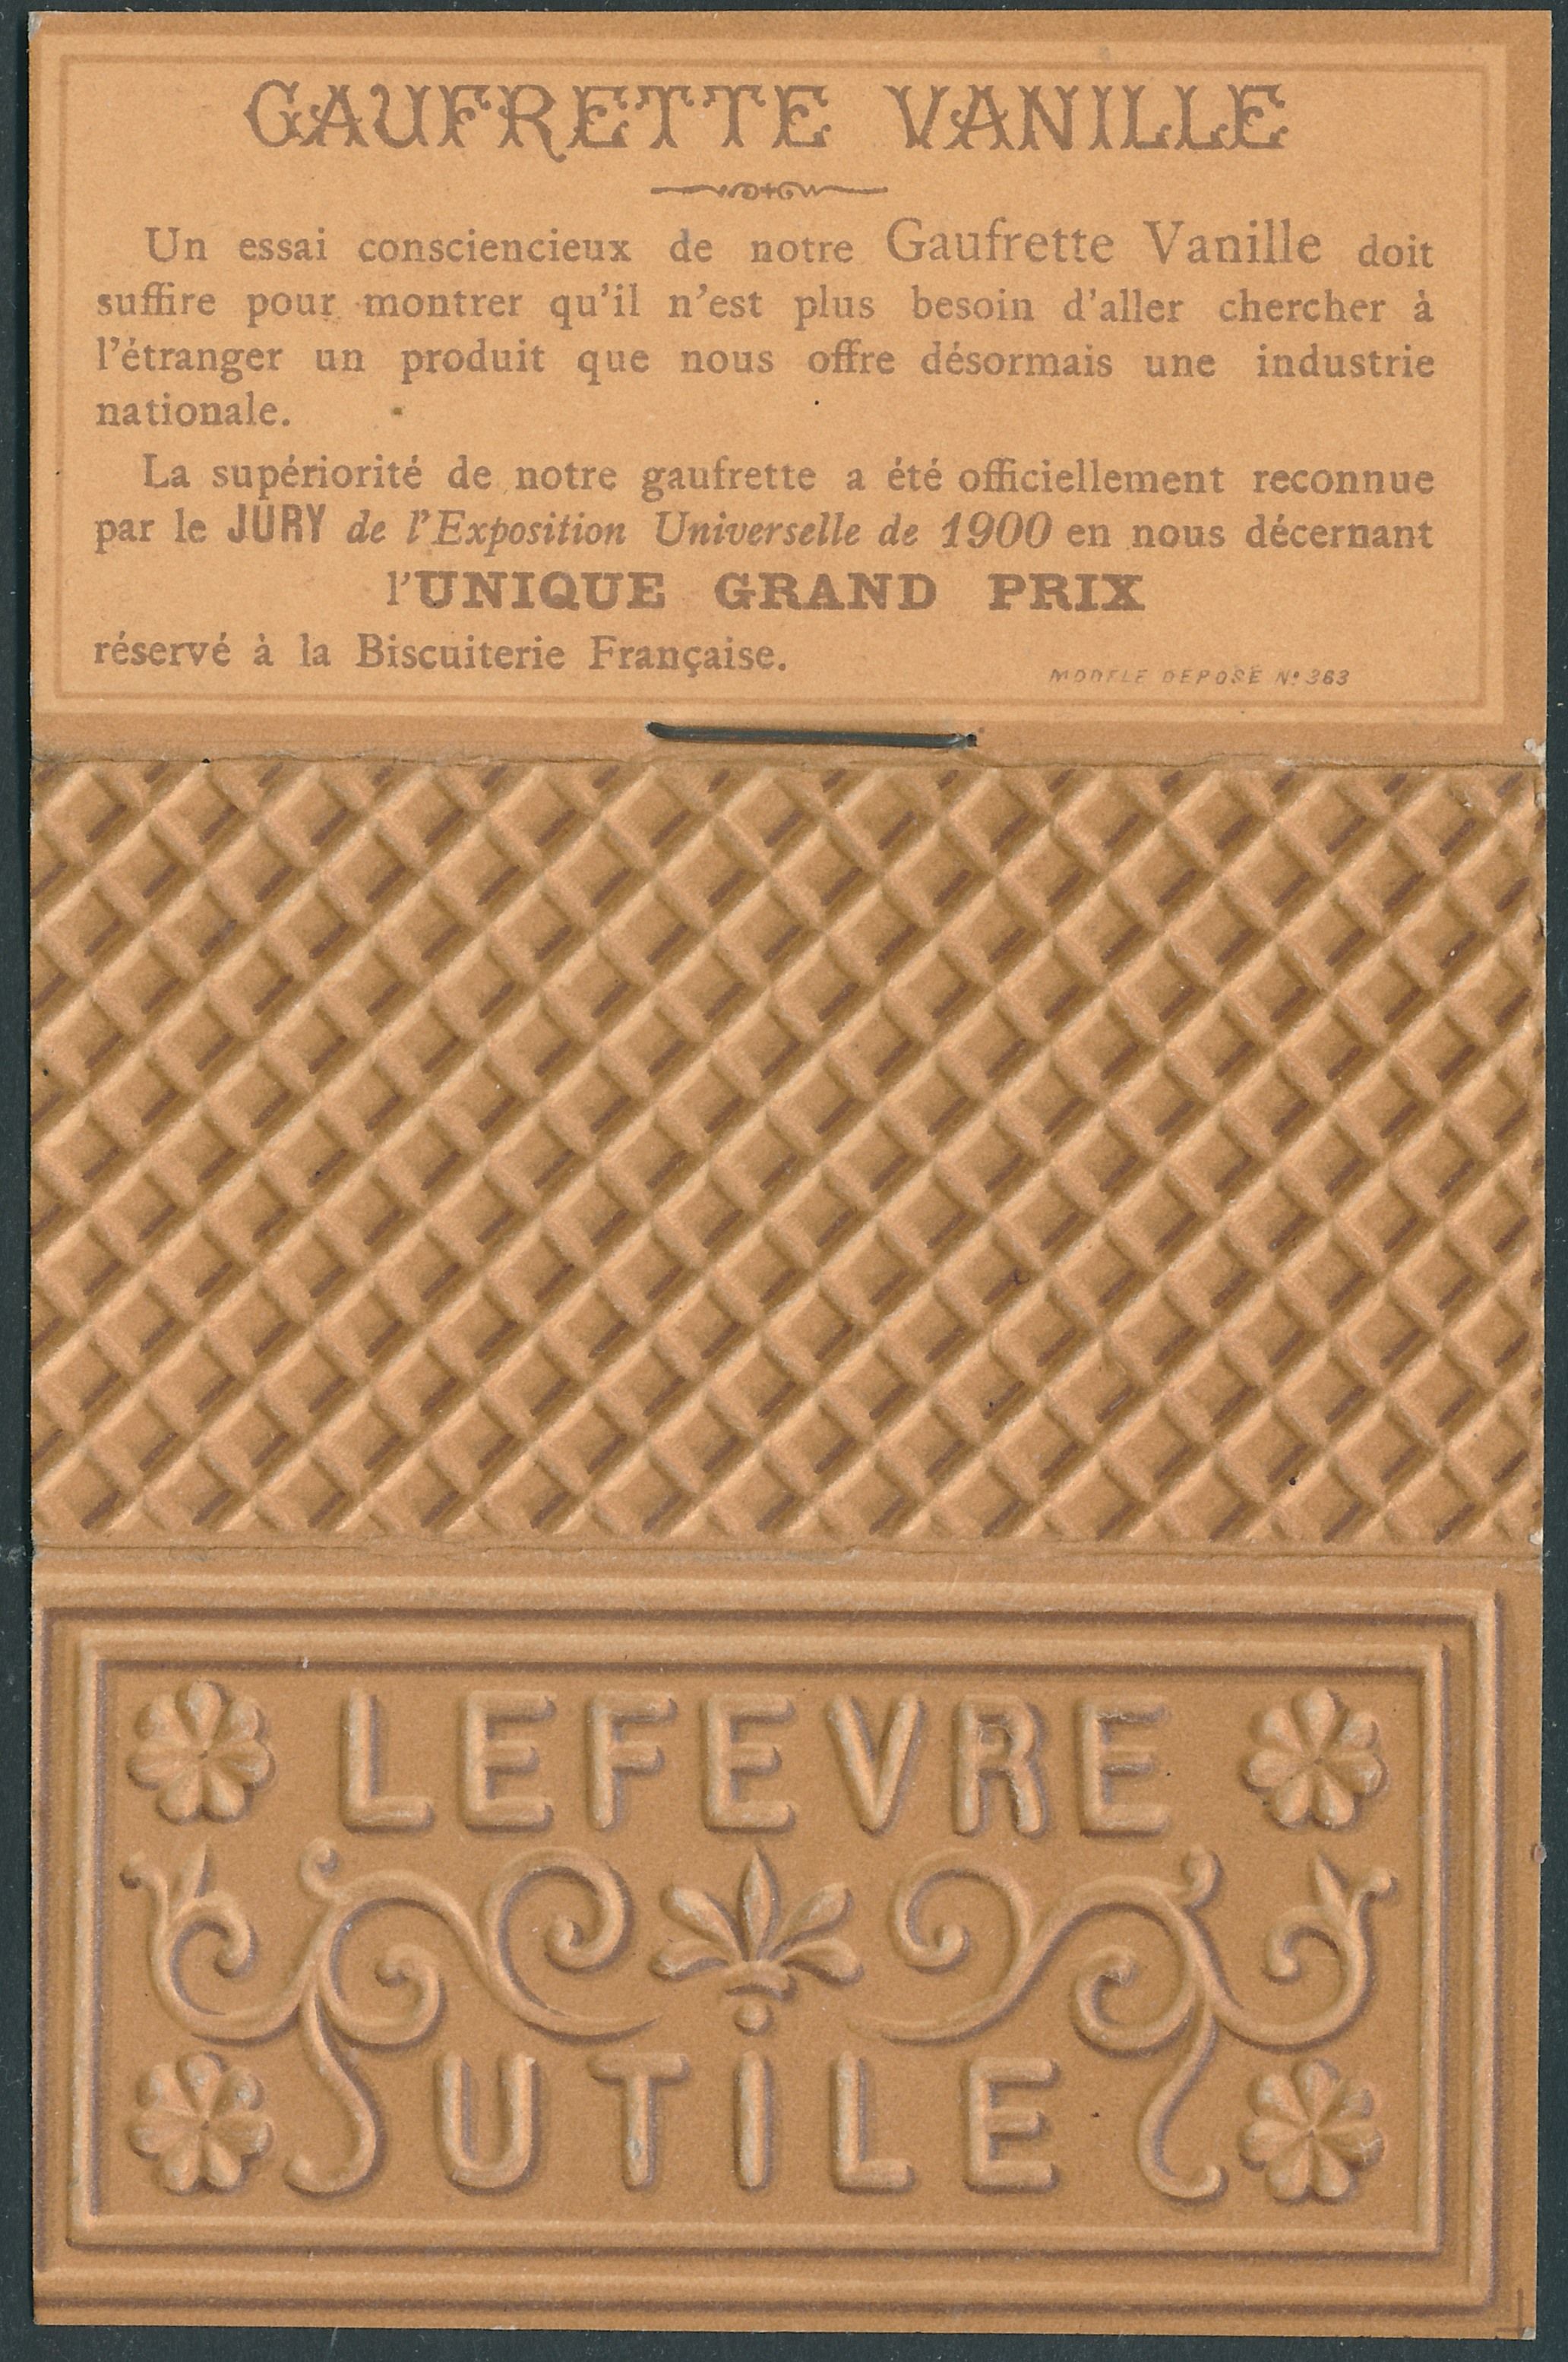 GAUFRETTE VANILLE
Un essai consciencieux de notre Gaufrette Vanille doit
suffire pour montrer qu'il n'est plus besoin d'aller chercher à
l'étranger un produit que nous offre désormais une industrie
nationale.
La supériorité de notre gaufrette a été officiellement reconnue
par le JURY de l'Exposition Universelle de 1900 en nous décernant
l'UNIQUE GRAND PRIX
réservé à la Biscuiterie Française.
MODELE DEPOSÉ N° 363
LEFEVRE
UTILE